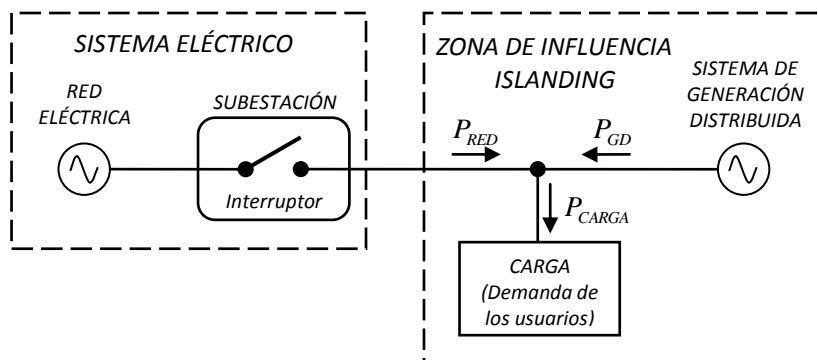 SISTEMA ELÉCTRICO
RED
ELÉCTRICA
SUBESTACIÓN
Interruptor
ZONA DE INFLUENCIA
ISLANDING
SISTEMA DE
GENERACIÓN
DISTRIBUIDA
P_RED
P_GD
P_CARGA
CARGA
(Demanda de
los usuarios)